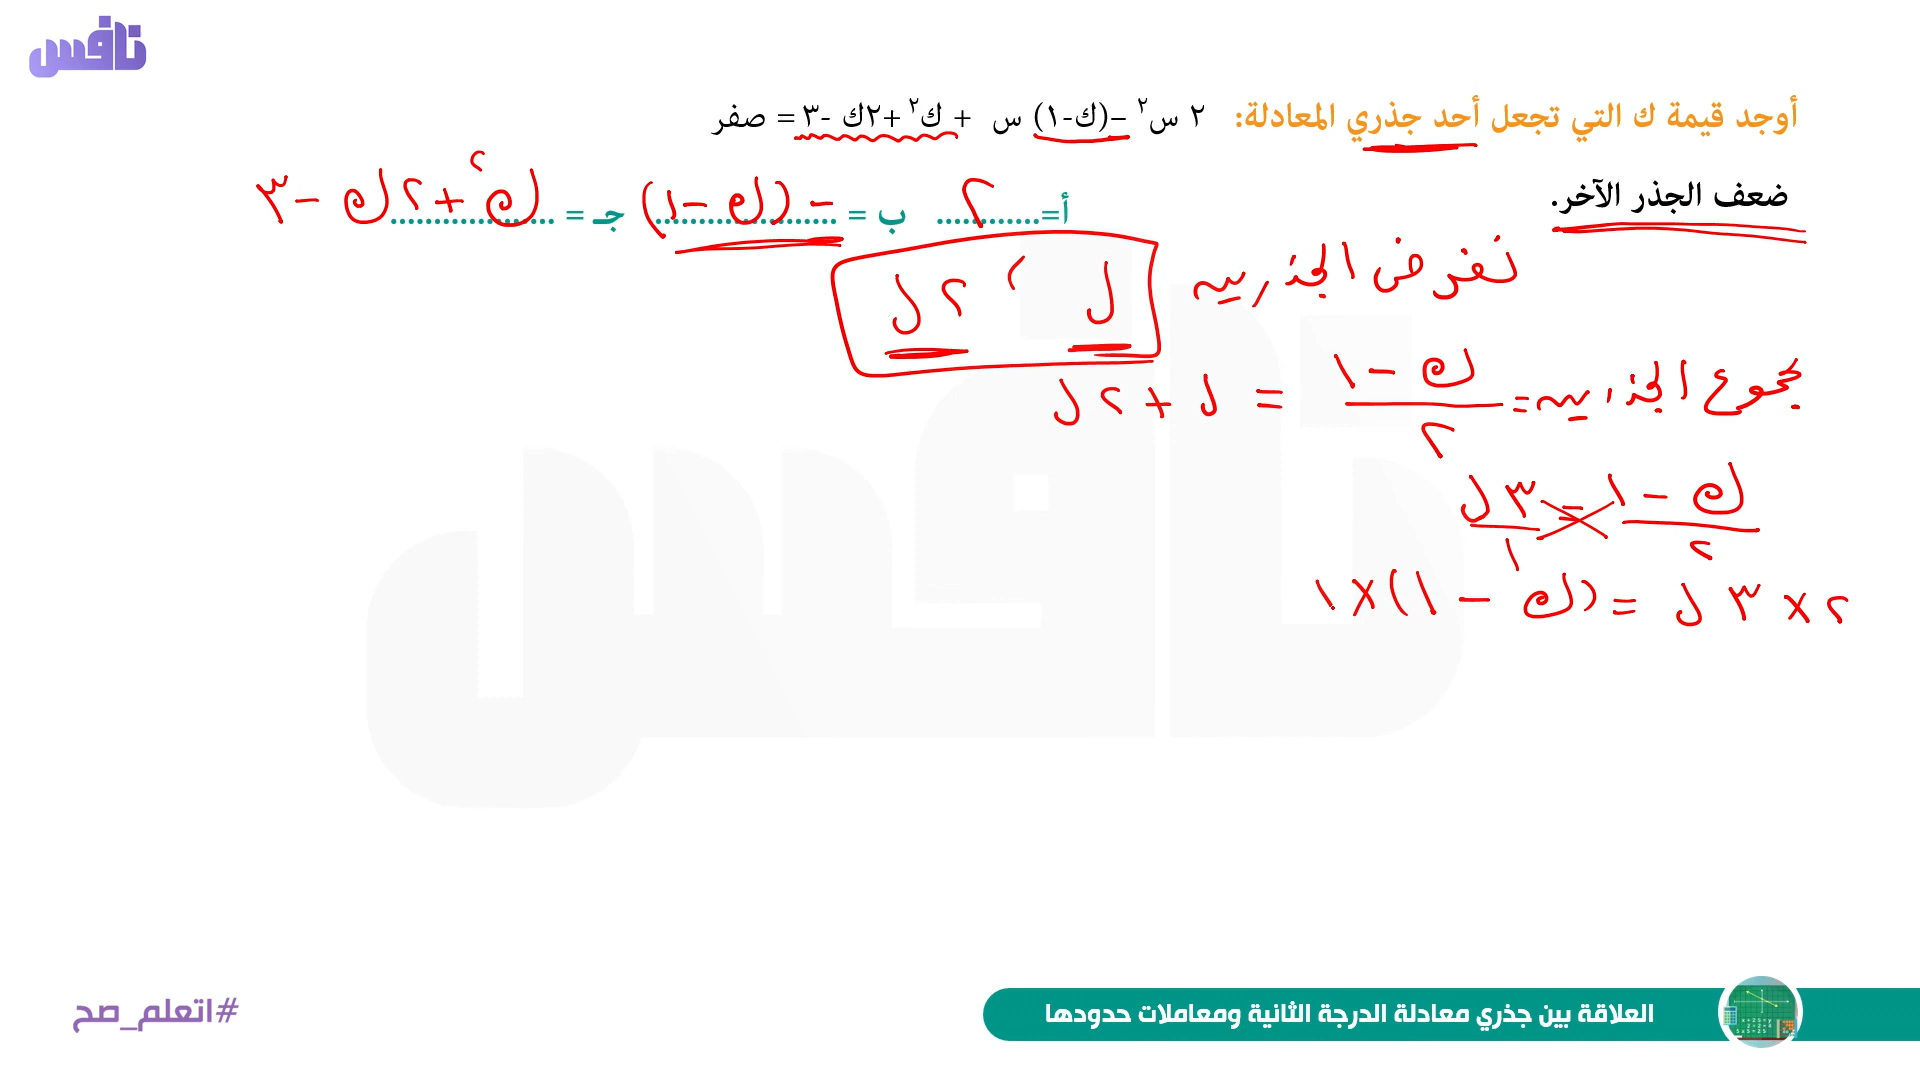 نافس
أوجد قيمة ك التي تجعل أحد جذري المعادلة: ٢ س٢ –(ك-١) س + ك٢ +٢ك -٣ = صفر
ضعف الجذر الآخر.
أ= ٢ ب = - (ك - ١) جـ = ك٢ + ٢ك - ٣
نفرض الجذرين ل ، ٢ل
مجموع الجذرين = ك - ١ / ٢ = ل + ٢ل
ك - ١ / ٢ = ٣ل / ١
٢ × ٣ل = (ك - ١) × ١
العلاقة بين جذري معادلة الدرجة الثانية ومعاملات حدودها
#اتعلم_صح